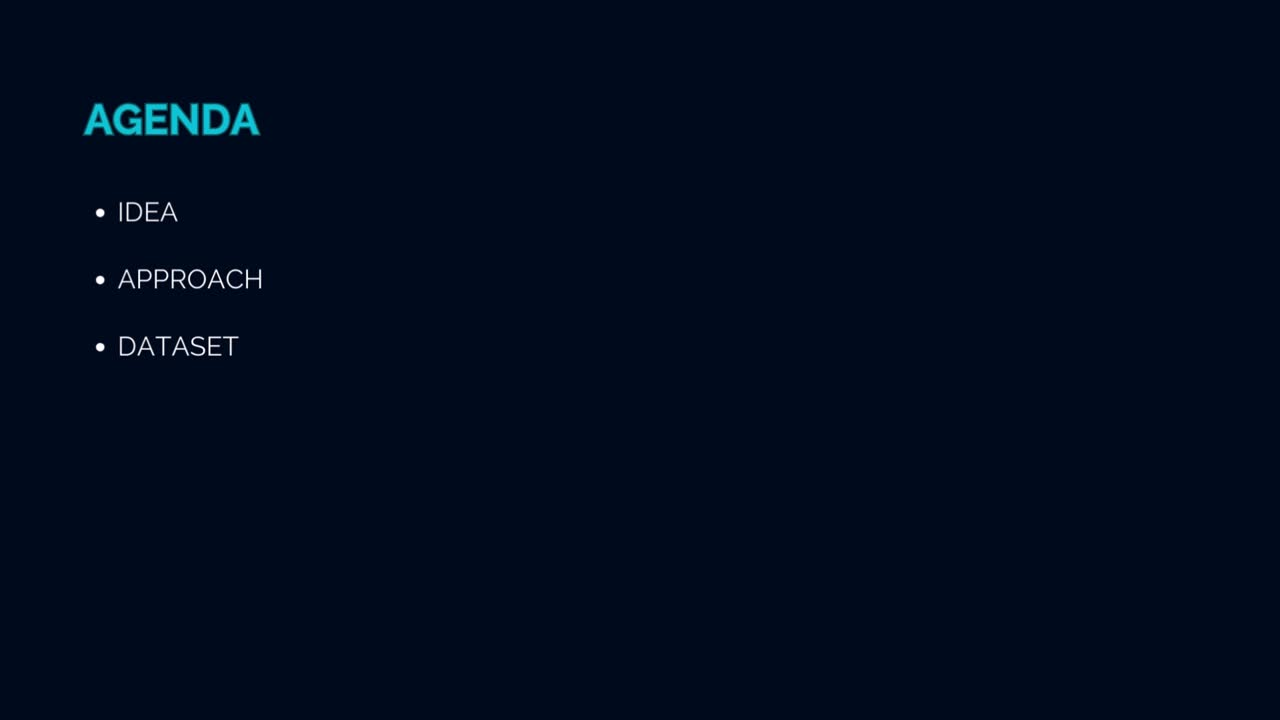 AGENDA
• IDEA
• APPROACH
• DATASET